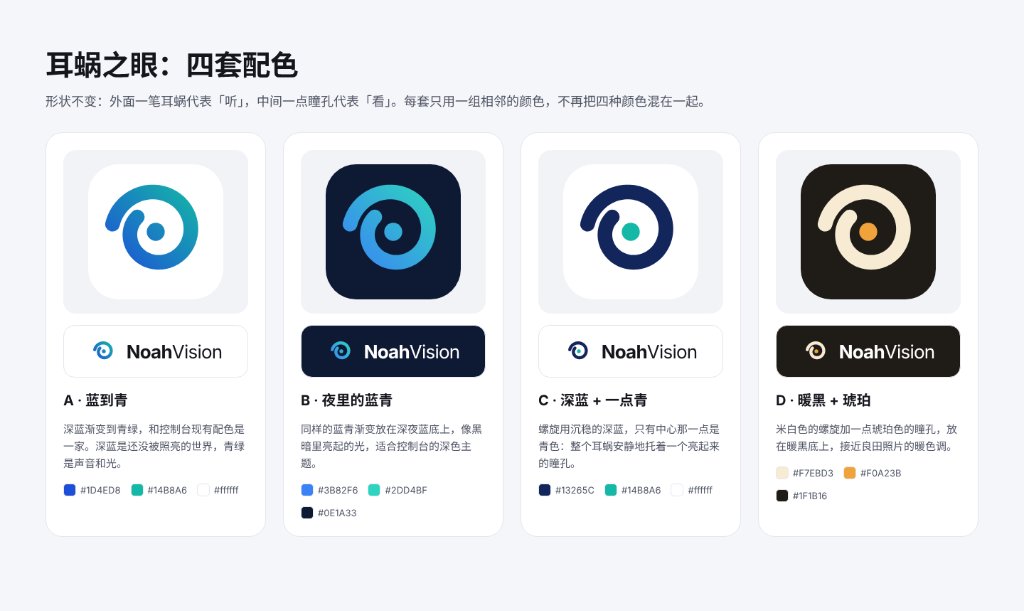 耳蜗之眼：四套配色
形状不变：外面一笔耳蜗代表「听」，中间一点瞳孔代表「看」。每套只用一组相邻的颜色，不再把四种颜色混在一起。
NoahVision
A · 蓝到青
深蓝渐变到青绿，和控制台现有配色是
一家。深蓝是还没被照亮的世界，青绿
是声音和光。
#1D4ED8
#14B8A6
#ffffff
NoahVision
B · 夜里的蓝青
同样的蓝青渐变放在深夜蓝底上，像黑
暗里亮起的光，适合控制台的深色主
题。
#3B82F6
#2DD4BF
#0E1A33
NoahVision
C · 深蓝 + 一点青
螺旋用沉稳的深蓝，只有中心那一点是
青色：整个耳蜗安静地托着一个亮起来
的瞳孔。
#13265C
#14B8A6
#ffffff
NoahVision
D · 暖黑 + 琥珀
米白色的螺旋加一点琥珀色的瞳孔，放
在暖黑底上，接近良田照片的暖色调。
#F7EBD3
#F0A23B
#1F1B16